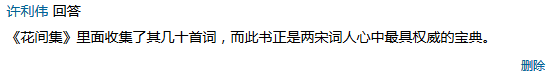 许利伟 回答
《花间集》里面收集了其几十首词，而此书正是两宋词人心中最具权威的宝典。
删除